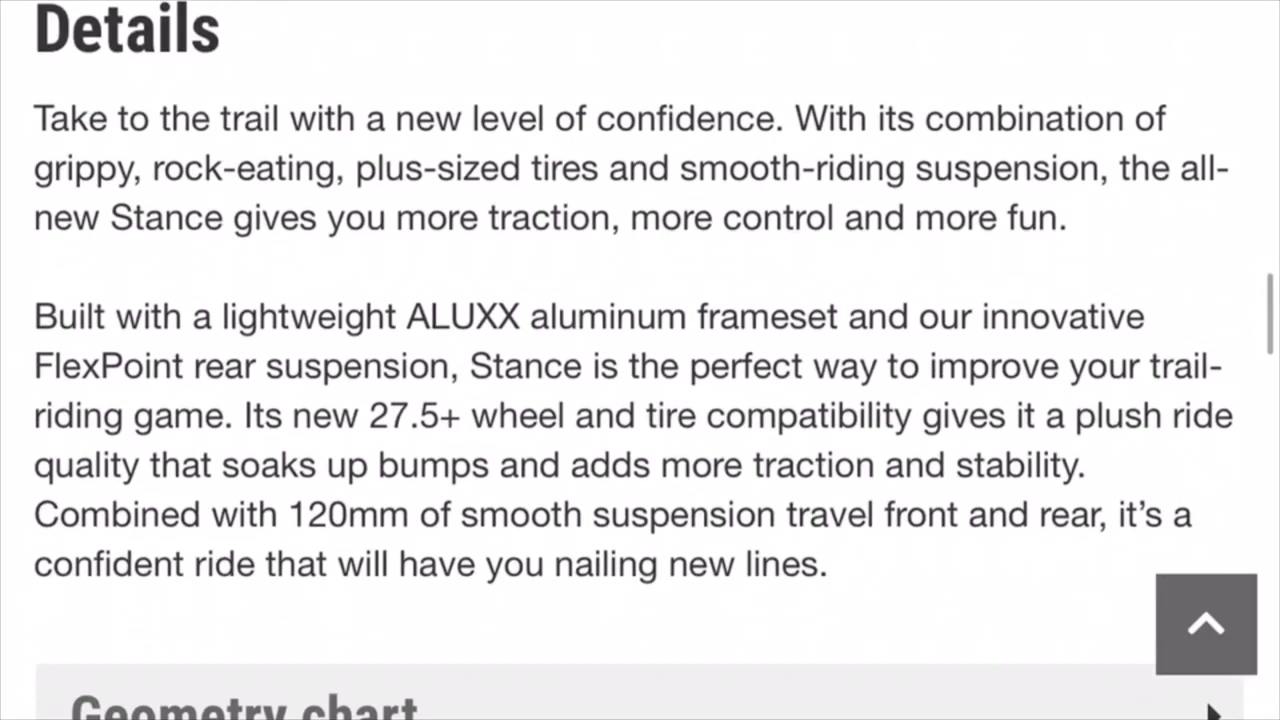 Details
Take to the trail with a new level of confidence. With its combination of
grippy, rock-eating, plus-sized tires and smooth-riding suspension, the all-
new Stance gives you more traction, more control and more fun.
Built with a lightweight ALUXX aluminum frameset and our innovative
FlexPoint rear suspension, Stance is the perfect way to improve your trail-
riding game. Its new 27.5+ wheel and tire compatibility gives it a plush ride
quality that soaks up bumps and adds more traction and stability.
Combined with 120mm of smooth suspension travel front and rear, it’s a
confident ride that will have you nailing new lines.
Geometry chart